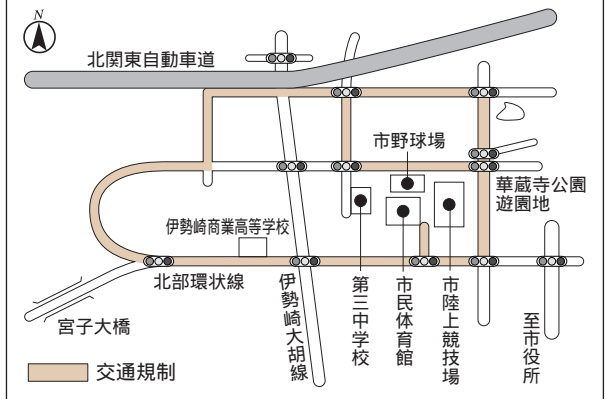 N
北関東自動車道
市野球場
華蔵寺公園
遊園地
伊勢崎商業高等学校
北部環状線
伊勢崎大胡線
第三中学校
市民体育館
市陸上競技場
至市役所
宮子大橋
交通規制